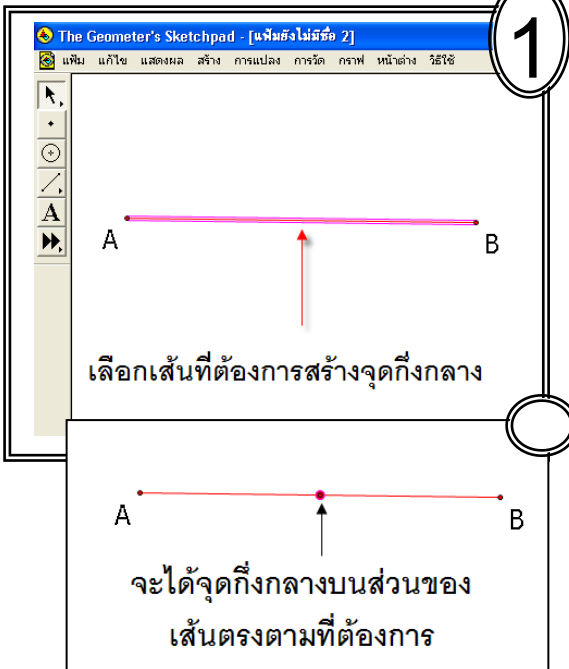 The Geometer's Sketchpad - [แฟ้มยังไม่มีชื่อ 2]
แฟ้ม แก้ไข แสดงผล สร้าง การแปลง การวัด กราฟ หน้าต่าง วิธีใช้
1
A
A B
เลือกเส้นที่ต้องการสร้างจุดกึ่งกลาง
A B
จะได้จุดกึ่งกลางบนส่วนของ
เส้นตรงตามที่ต้องการ